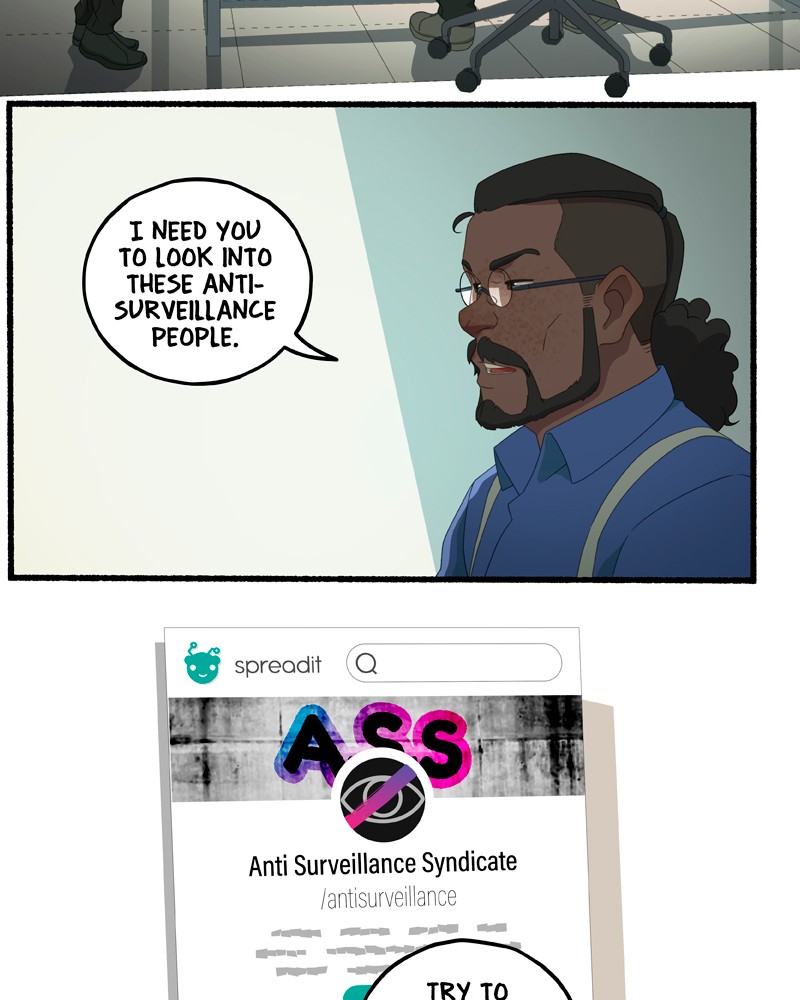 I NEED YOU
TO LOOK INTO
THESE ANTI-
SURVEILLANCE
PEOPLE.
spreadit
ASS
Anti Surveillance Syndicate
/antisurveillance
TRY TO